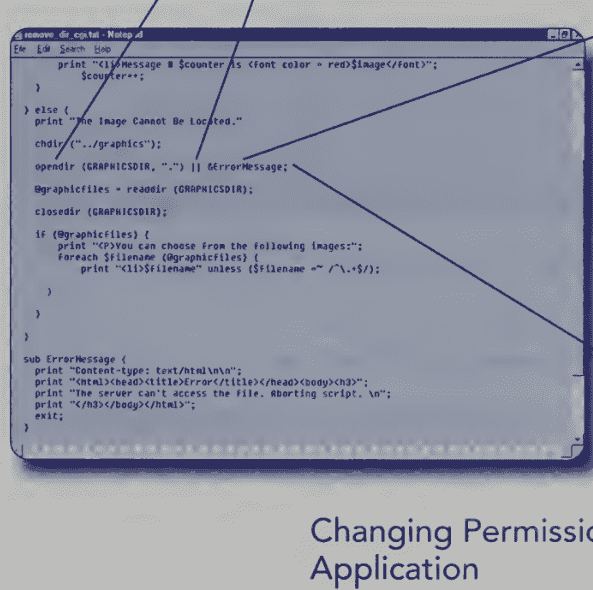 remove_dir_cgi.txt - Notepad
File Edit Search Help
print "<li>Message # $counter is <font color = red>$image</font>";
$counter++;
}
} else {
print "The Image Cannot Be Located."
chdir ("../graphics");
opendir (GRAPHICSDIR, ".") || &ErrorMessage;
@graphicfiles = readdir (GRAPHICSDIR);
closedir (GRAPHICSDIR);
if (@graphicfiles) {
print "<P>You can choose from the following images:";
foreach $filename (@graphicfiles) {
print "<li>$filename" unless ($filename =~ /^\.+$/);
}
}
}
sub ErrorMessage {
print "Content-type: text/html\n\n";
print "<html><head><title>Error</title></head><body><h3>";
print "The server can't access the file. Aborting script. \n";
print "</h3></body></html>";
exit;
}
Changing Permissio
Application